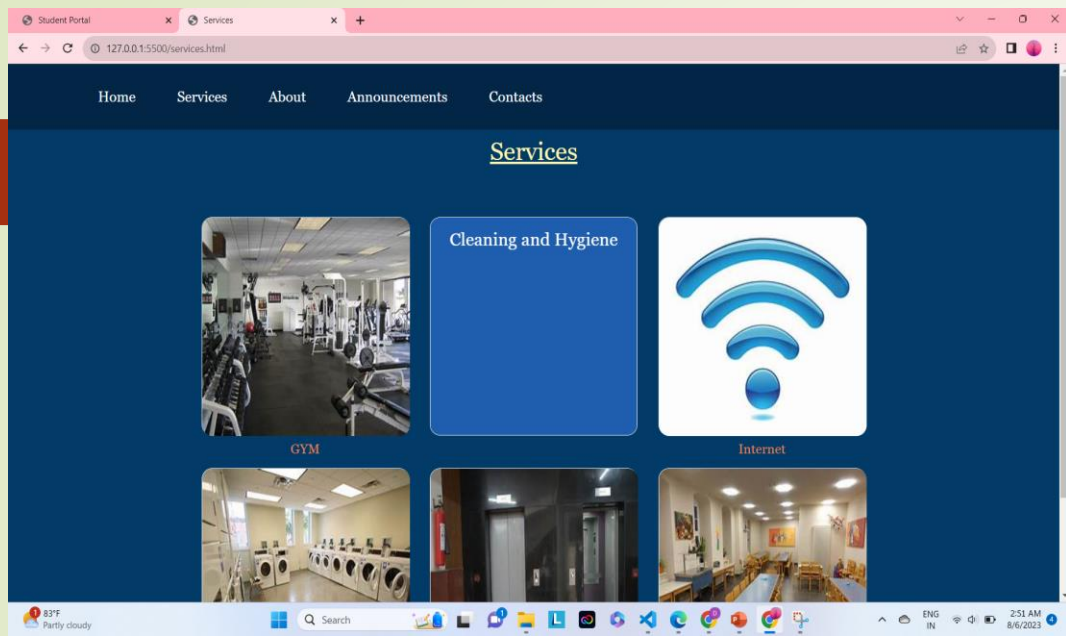 Student Portal
Services
127.0.0.1:5500/services.html
Home Services About Announcements Contacts
Services
Cleaning and Hygiene
GYM
Internet
83°F
Partly cloudy
Search
ENG
IN
2:51 AM
8/6/2023